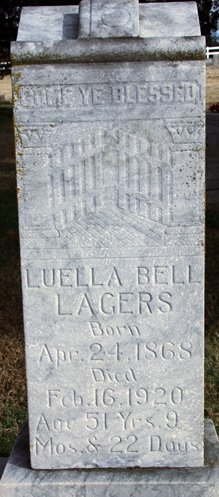 COME YE BLESSED
LUELLA BELL
LAGERS
Born
Apr. 24, 1868
Died
Feb. 16, 1920
Age 51 Yrs. 9
Mos. & 22 Days